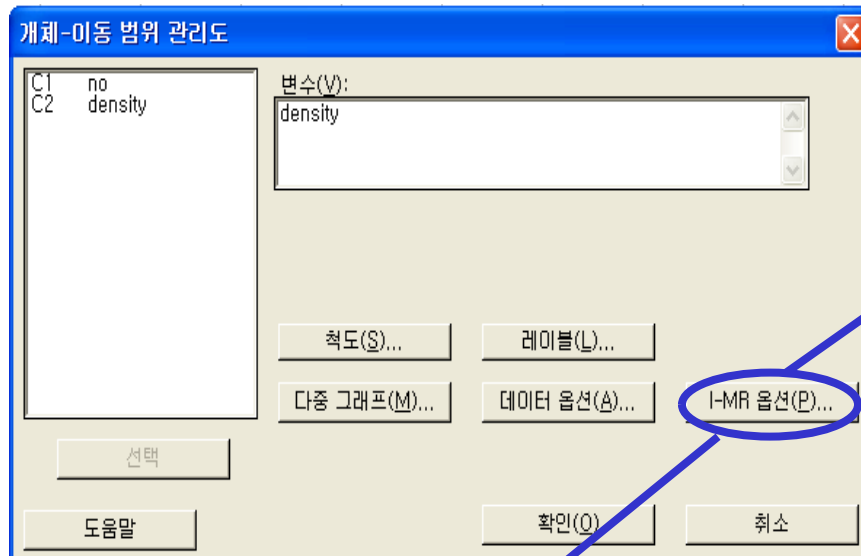 개체-이동 범위 관리도
C1 no
C2 density
변수(V):
density
척도(S)...
레이블(L)...
다중 그래프(M)...
데이터 옵션(A)...
I-MR 옵션(P)...
선택
도움말
확인(O)
취소